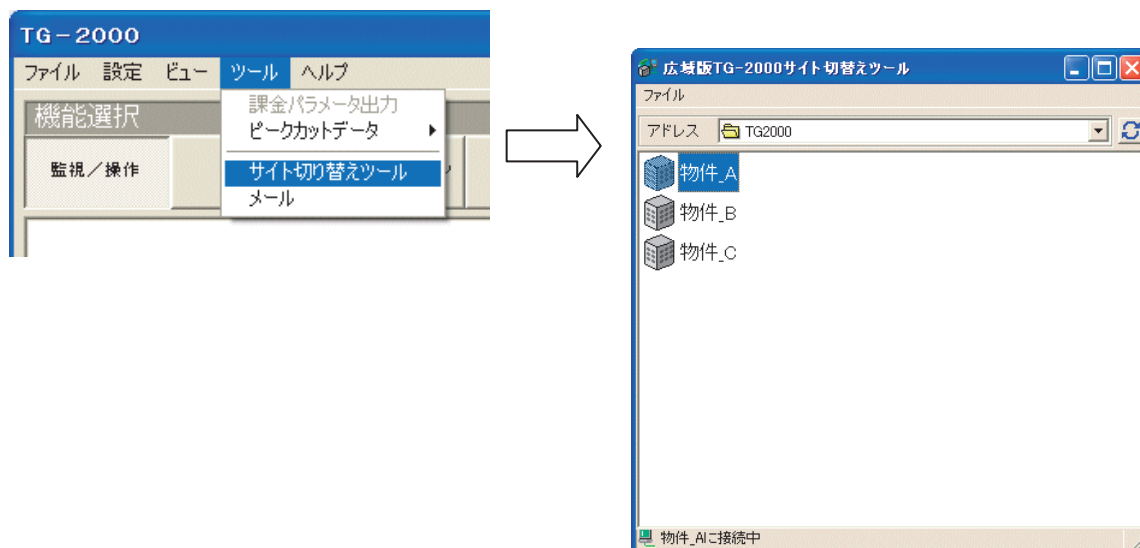 TG−2000
ファイル 設定 ビュー ツール ヘルプ
機能選択
監視/操作
課金パラメータ出力
ピークカットデータ
サイト切り替えツール
メール
広域版TG-2000サイト切替えツール
ファイル
アドレス TG2000
物件_A
物件_B
物件_C
物件_Aに接続中